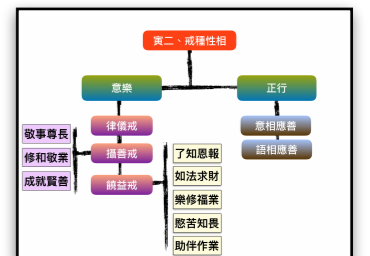 寅二、戒種性相
意樂
正行
律儀戒
攝善戒
饒益戒
意相應善
語相應善
敬事尊長
修和敬業
成就賢善
了知恩報
如法求財
樂修福業
愍苦知畏
助伴作業